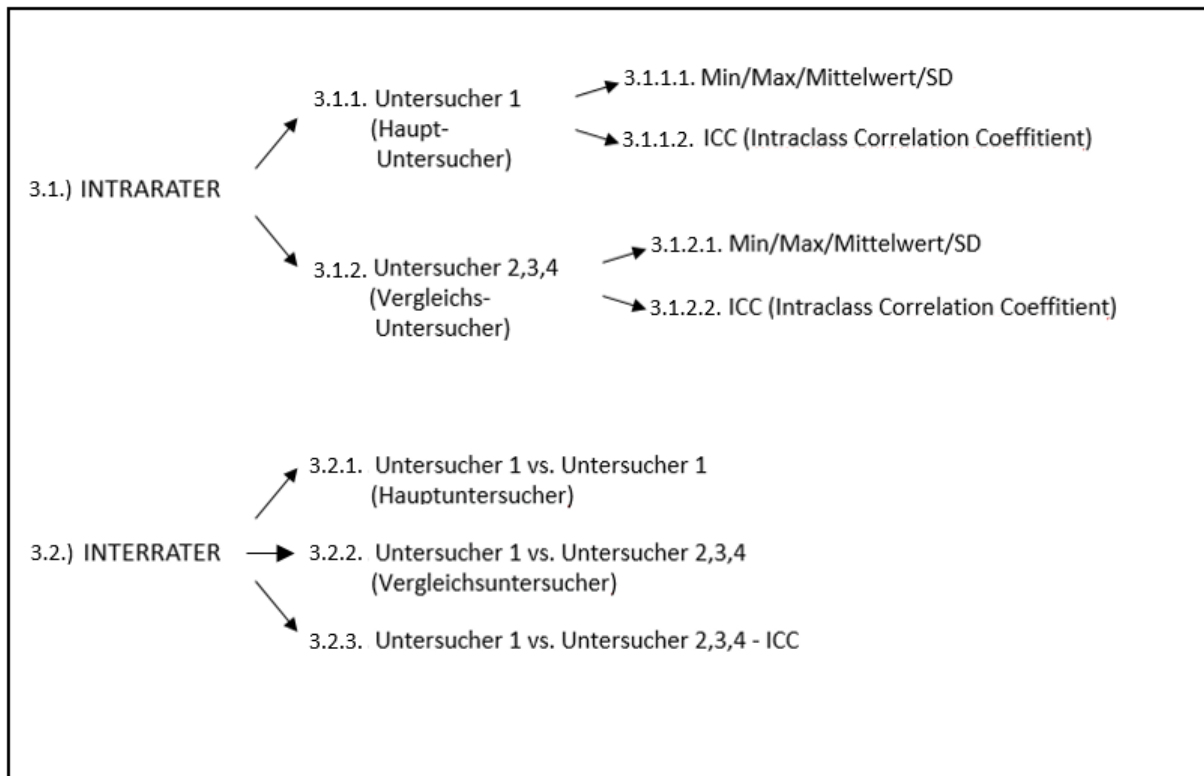 3.1.) INTRARATER
3.1.1. Untersucher 1
(Haupt-
Untersucher)
3.1.1.1. Min/Max/Mittelwert/SD
3.1.1.2. ICC (Intraclass Correlation Coeffitient)
3.1.2. Untersucher 2,3,4
(Vergleichs-
Untersucher)
3.1.2.1. Min/Max/Mittelwert/SD
3.1.2.2. ICC (Intraclass Correlation Coeffitient)
3.2.) INTERRATER
3.2.1. Untersucher 1 vs. Untersucher 1
(Hauptuntersucher)
3.2.2. Untersucher 1 vs. Untersucher 2,3,4
(Vergleichsuntersucher)
3.2.3. Untersucher 1 vs. Untersucher 2,3,4 - ICC